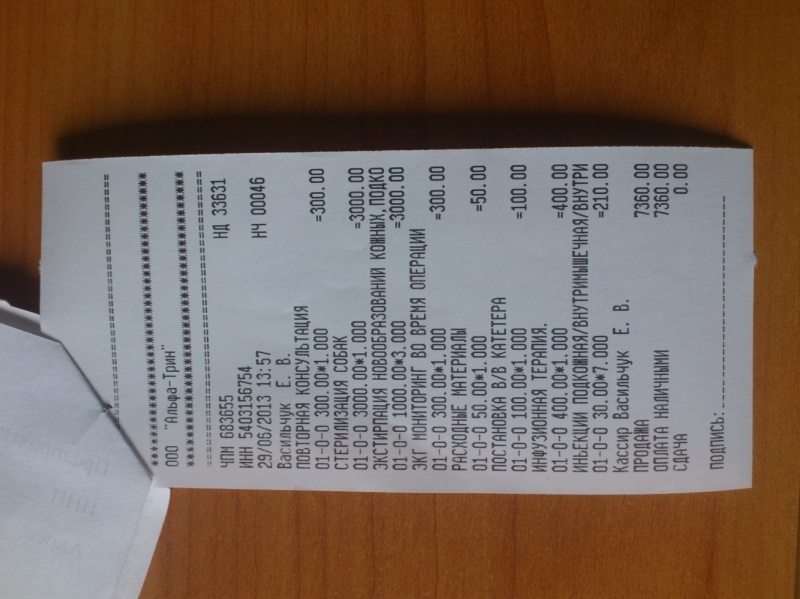 ==============================
******************************
ООО "Альфа-Трин"
******************************
==============================
ЧПМ 683655 НД 33631
ИНН 5403156754
29/06/2013 13:57 НЧ 00046
Васильчук Е. В.
ПОВТОРНАЯ КОНСУЛЬТАЦИЯ
01-0-0 300.00*1.000 =300.00
СТЕРИЛИЗАЦИЯ СОБАК
01-0-0 3000.00*1.000 =3000.00
ЭКСТИРПАЦИЯ НОВООБРАЗОВАНИЙ КОЖНЫХ,ПОДКО
01-0-0 1000.00*3.000 =3000.00
ЭКГ МОНИТОРИНГ ВО ВРЕМЯ ОПЕРАЦИИ
01-0-0 300.00*1.000 =300.00
РАСХОДНЫЕ МАТЕРИАЛЫ
01-0-0 50.00*1.000 =50.00
ПОСТАНОВКА В/В КАТЕТЕРА
01-0-0 100.00*1.000 =100.00
ИНФУЗИОННАЯ ТЕРАПИЯ.
01-0-0 400.00*1.000 =400.00
ИНЬЕКЦИИ ПОДКОЖНАЯ/ВНУТРИМЫШЕЧНАЯ/ВНУТРИ
01-0-0 30.00*7.000 =210.00
Кассир Васильчук Е. В.
ПРОДАЖА 7360.00
ОПЛАТА НАЛИЧНЫМИ 7360.00
СДАЧА 0.00
ПОДПИСЬ:--------------------